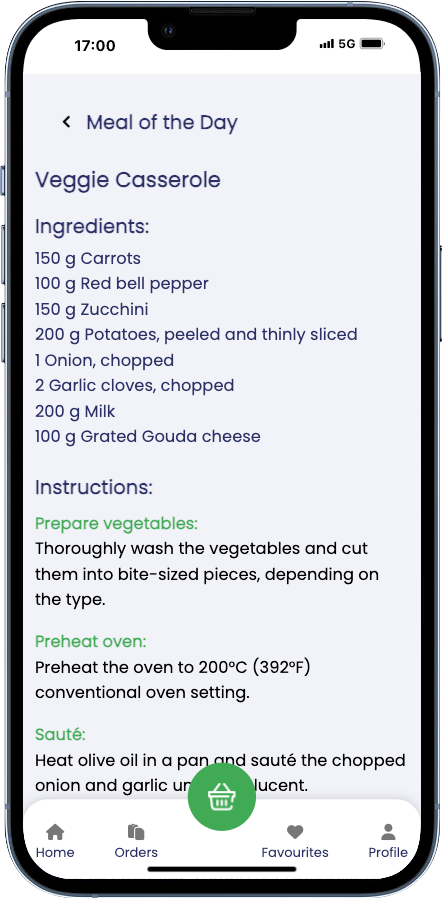 17:00
5G
Meal of the Day
Veggie Casserole
Ingredients:
150 g Carrots
100 g Red bell pepper
150 g Zucchini
200 g Potatoes, peeled and thinly sliced
1 Onion, chopped
2 Garlic cloves, chopped
200 g Milk
100 g Grated Gouda cheese
Instructions:
Prepare vegetables:
Thoroughly wash the vegetables and cut
them into bite-sized pieces, depending on
the type.
Preheat oven:
Preheat the oven to 200°C (392°F)
conventional oven setting.
Sauté:
Heat olive oil in a pan and sauté the chopped
onion and garlic
Home
Orders
Favourites
Profile